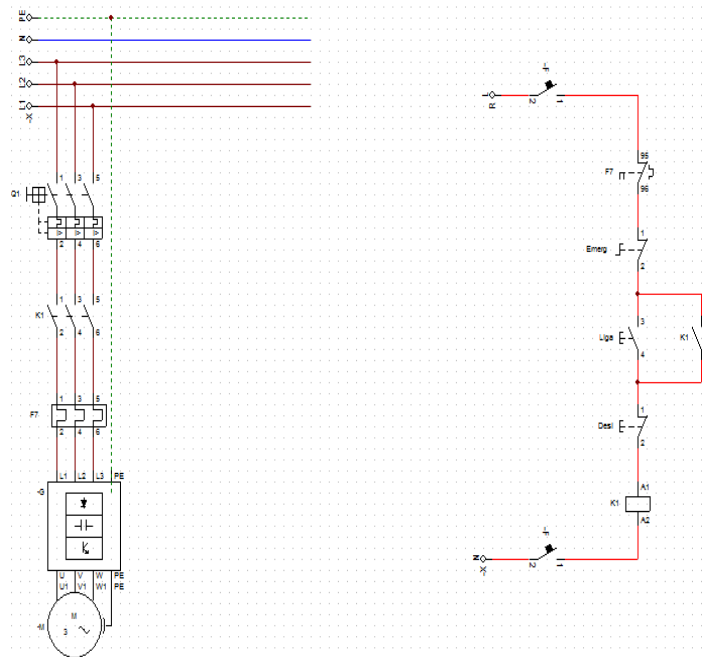 PE
N
L3
L2
L1
-X-
R
2 1
95
F7
96
1 3 5
Q1
2 4 6
1
Emerg
2
1 3 5
K1
2 4 6
3
Liga K1
4
1 3 5
F7
2 4 6
1
Desl
2
L1 L2 L3 PE
-G
A1
K1
A2
N
-X-
2 1
U V W PE
U1 V1 W1 PE
-M
M
3